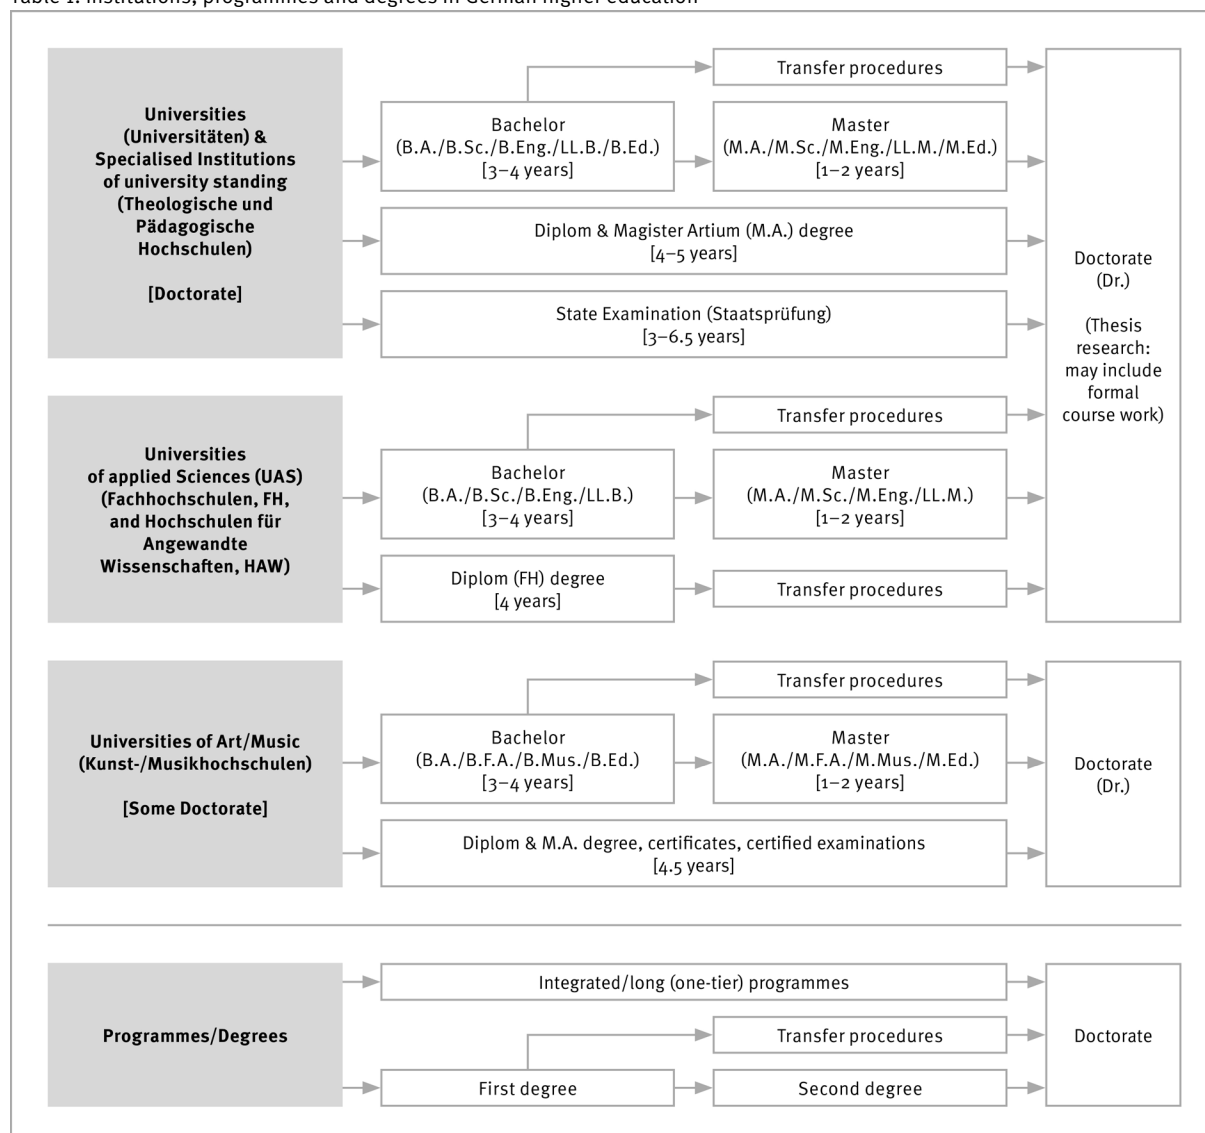 Table 1: Institutions, programmes and degrees in German higher education
Universities
(Universitäten) &
Specialised Institutions
of university standing
(Theologische und
Pädagogische
Hochschulen)
[Doctorate]
Transfer procedures
Bachelor
(B.A./B.Sc./B.Eng./LL.B./B.Ed.)
[3–4 years]
Master
(M.A./M.Sc./M.Eng./LL.M./M.Ed.)
[1–2 years]
Diplom & Magister Artium (M.A.) degree
[4–5 years]
State Examination (Staatsprüfung)
[3–6.5 years]
Doctorate
(Dr.)
(Thesis
research:
may include
formal
course work)
Universities
of applied Sciences (UAS)
(Fachhochschulen, FH,
and Hochschulen für
Angewandte
Wissenschaften, HAW)
Transfer procedures
Bachelor
(B.A./B.Sc./B.Eng./LL.B.)
[3–4 years]
Master
(M.A./M.Sc./M.Eng./LL.M.)
[1–2 years]
Diplom (FH) degree
[4 years]
Transfer procedures
Universities of Art/Music
(Kunst-/Musikhochschulen)
[Some Doctorate]
Transfer procedures
Bachelor
(B.A./B.F.A./B.Mus./B.Ed.)
[3–4 years]
Master
(M.A./M.F.A./M.Mus./M.Ed.)
[1–2 years]
Diplom & M.A. degree, certificates, certified examinations
[4.5 years]
Doctorate
(Dr.)
Programmes/Degrees
Integrated/long (one-tier) programmes
Transfer procedures
First degree
Second degree
Doctorate